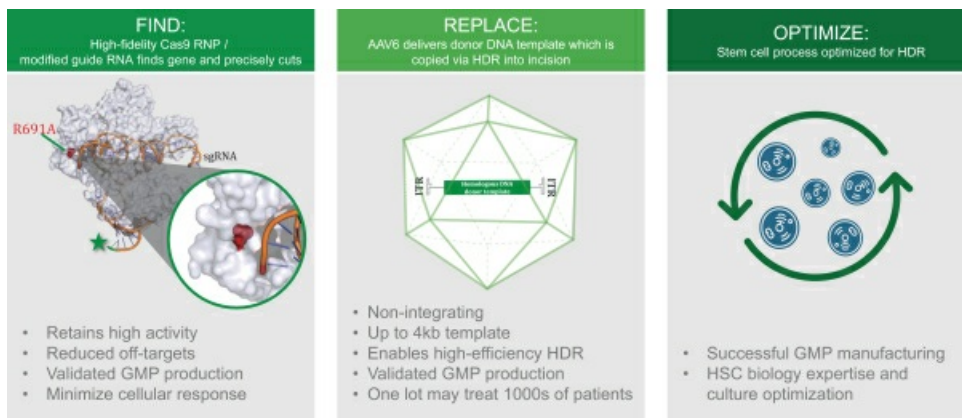 FIND:
High-fidelity Cas9 RNP /
modified guide RNA finds gene and precisely cuts
R691A
sgRNA
• Retains high activity
• Reduced off-targets
• Validated GMP production
• Minimize cellular response
REPLACE:
AAV6 delivers donor DNA template which is
copied via HDR into incision
ITR
Homologous DNA
donor template
ITR
• Non-integrating
• Up to 4kb template
• Enables high-efficiency HDR
• Validated GMP production
• One lot may treat 1000s of patients
OPTIMIZE:
Stem cell process optimized for HDR
• Successful GMP manufacturing
• HSC biology expertise and
culture optimization